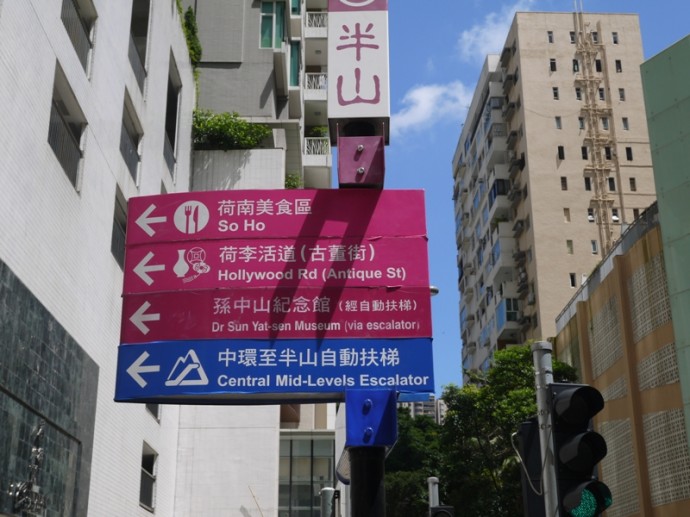 半
山
荷南美食區
So Ho
荷李活道(古董街)
Hollywood Rd (Antique St)
孫中山紀念館(經自動扶梯)
Dr Sun Yat-sen Museum (via escalator)
中環至半山自動扶梯
Central Mid-Levels Escalator